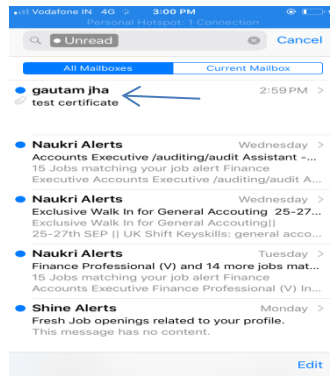 Vodafone IN 4G 3:00 PM
Personal Hotspot: 1 Connection
Unread Cancel
All Mailboxes Current Mailbox
gautam jha 2:59 PM
test certificate
Naukri Alerts Wednesday
Accounts Executive /auditing/audit Assistant -...
15 Jobs matching your job alert Finance
Executive Accounts Executive /auditing/audit A...
Naukri Alerts Wednesday
Exclusive Walk In for General Accouting 25-27...
Exclusive Walk In for General Accouting||
25-27th SEP || UK Shift Keyskills: general acco...
Naukri Alerts Tuesday
Finance Professional (V) and 14 more jobs mat...
15 Jobs matching your job alert Finance
Accounts Executive Finance Professional (V) In...
Shine Alerts Monday
Fresh Job openings related to your profile.
This message has no content.
Edit